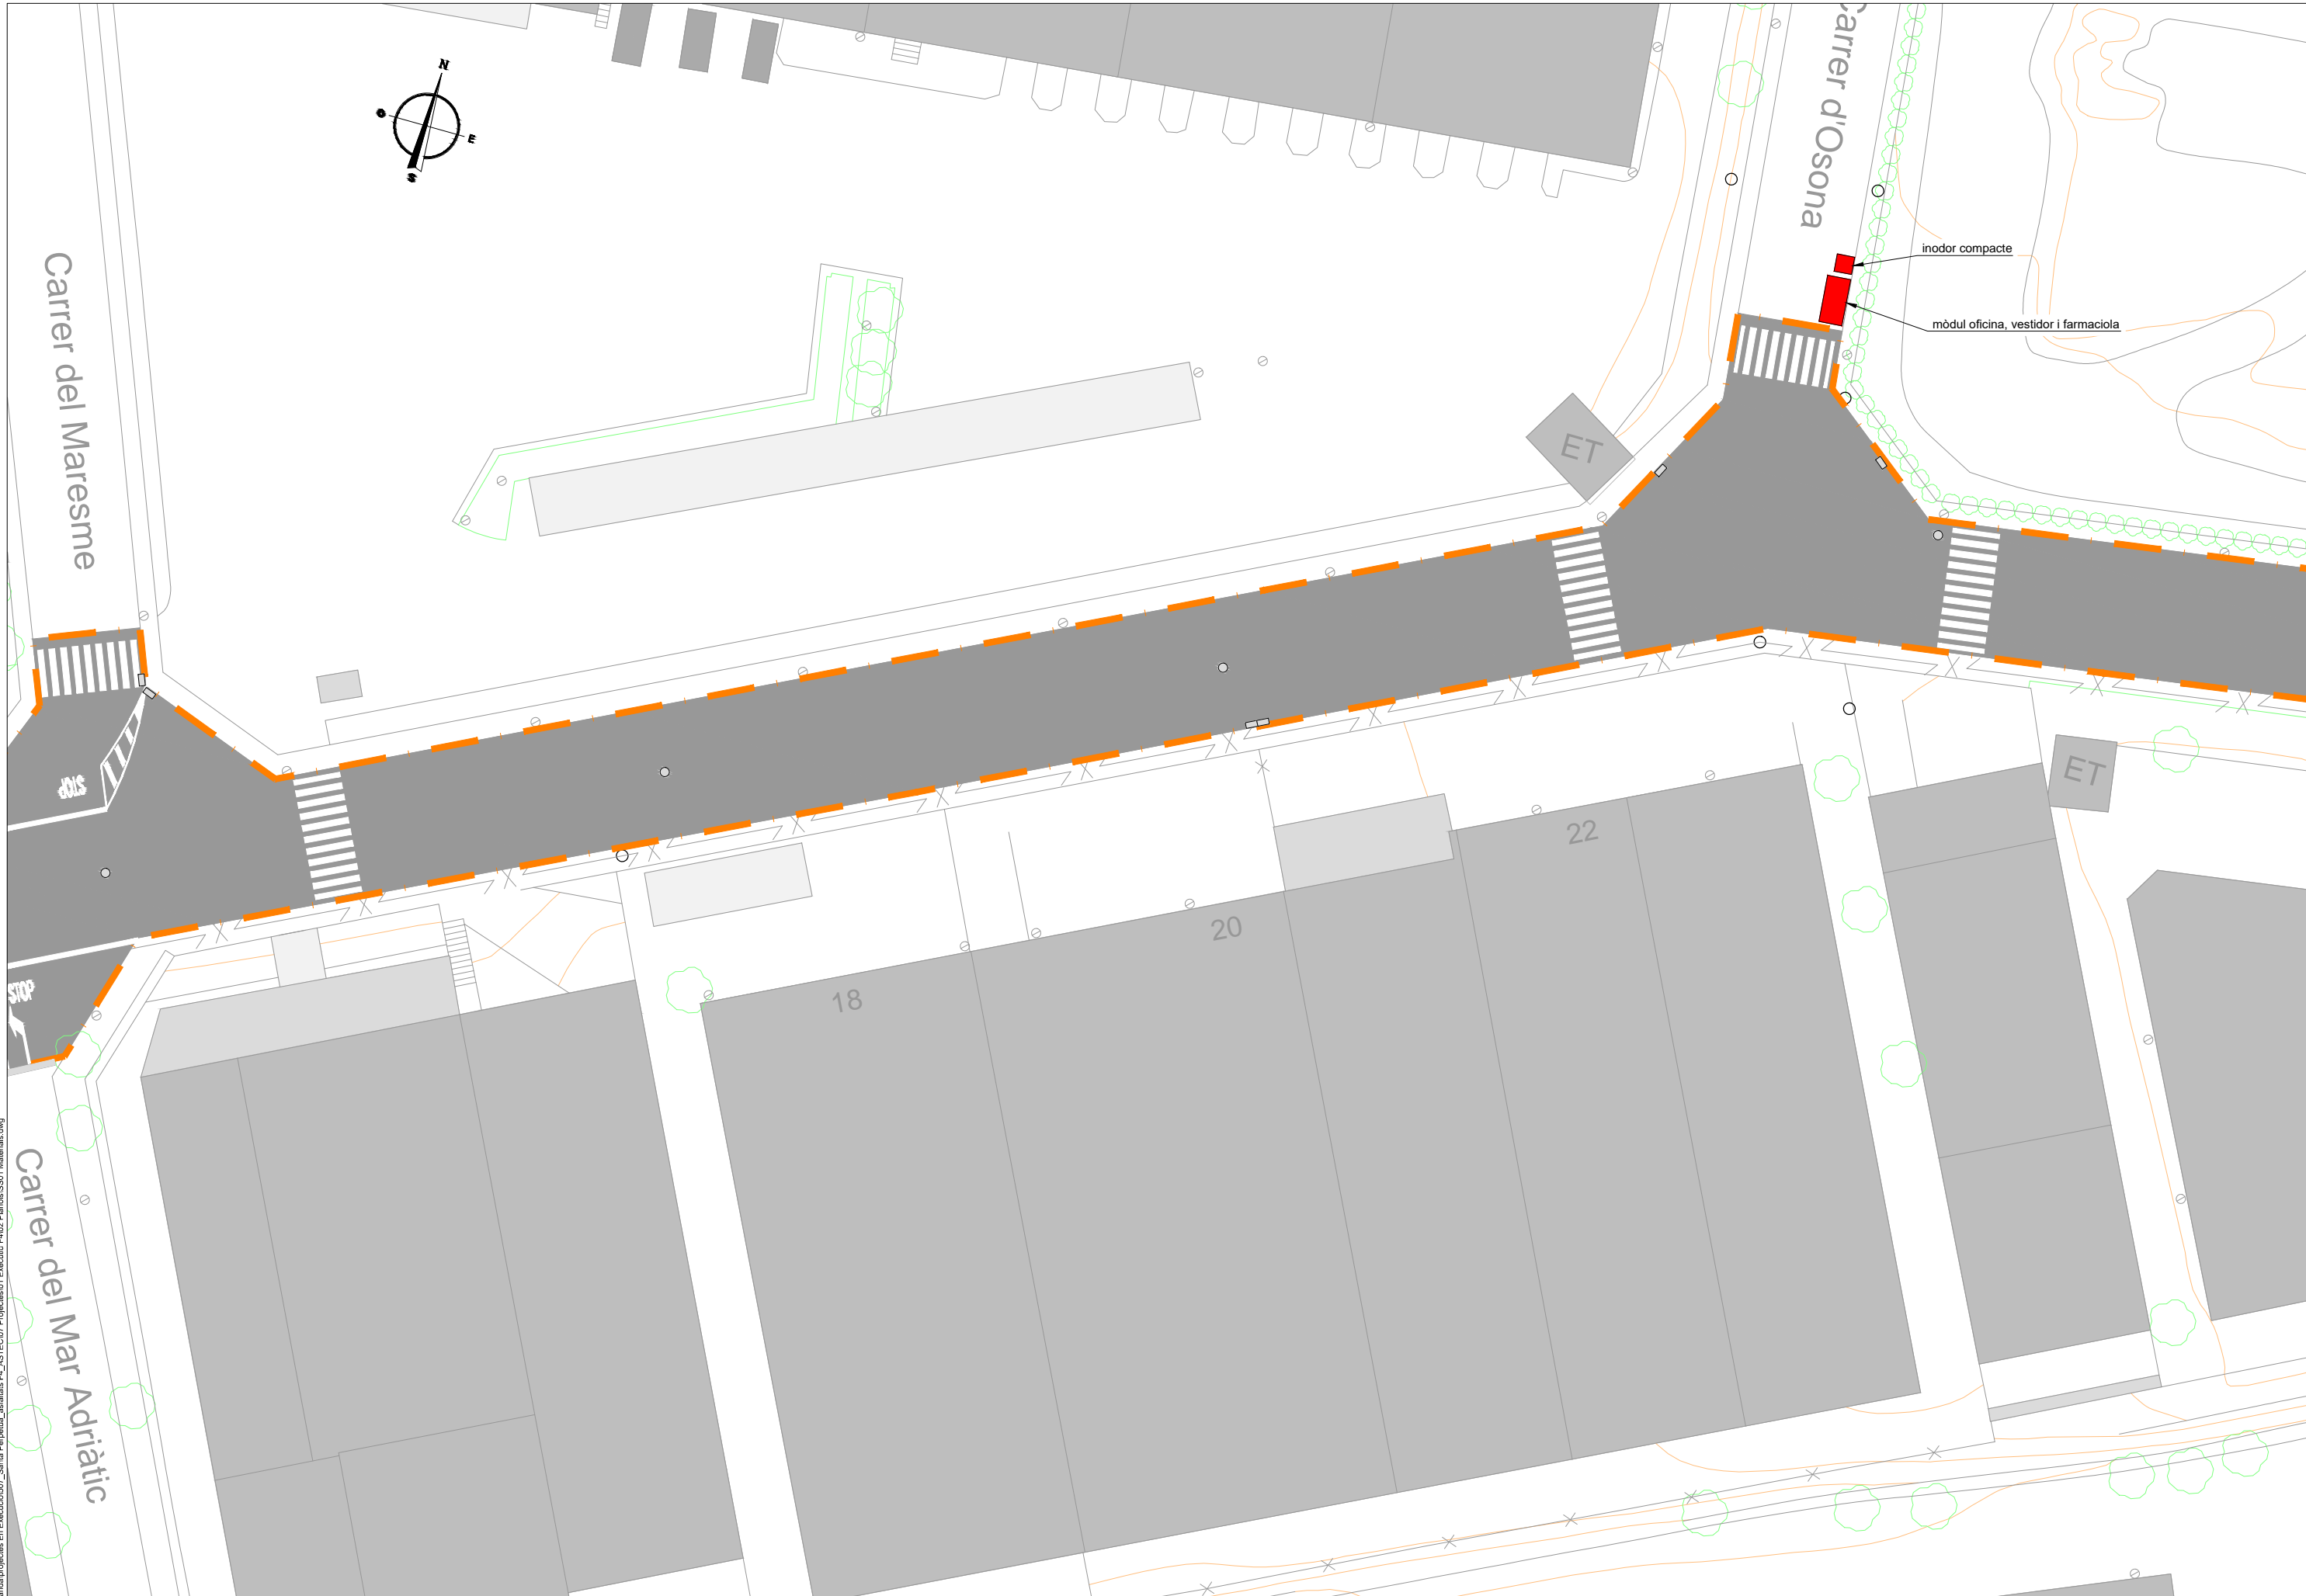 N
O
E
S
Carrer d'Osona
inodor compacte
mòdul oficina, vestidor i farmaciola
Carrer del Maresme
ET
STOP
ET
22
20
18
STOP
Carrer del Mar Adriàtic